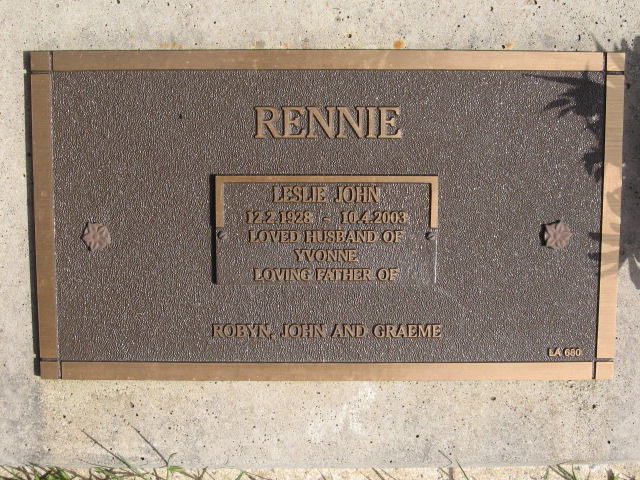 RENNIE
LESLIE JOHN
12.2.1928 - 10.4.2003
LOVED HUSBAND OF
YVONNE
LOVING FATHER OF
ROBYN, JOHN AND GRAEME
LA 680